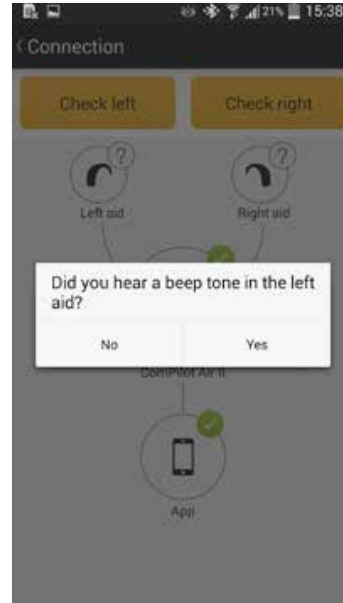 21% 15:38
Connection
Check left
Check right
?
?
Left aid
Right aid
Did you hear a beep tone in the left
aid?
No
Yes
ComPilot Air II
App